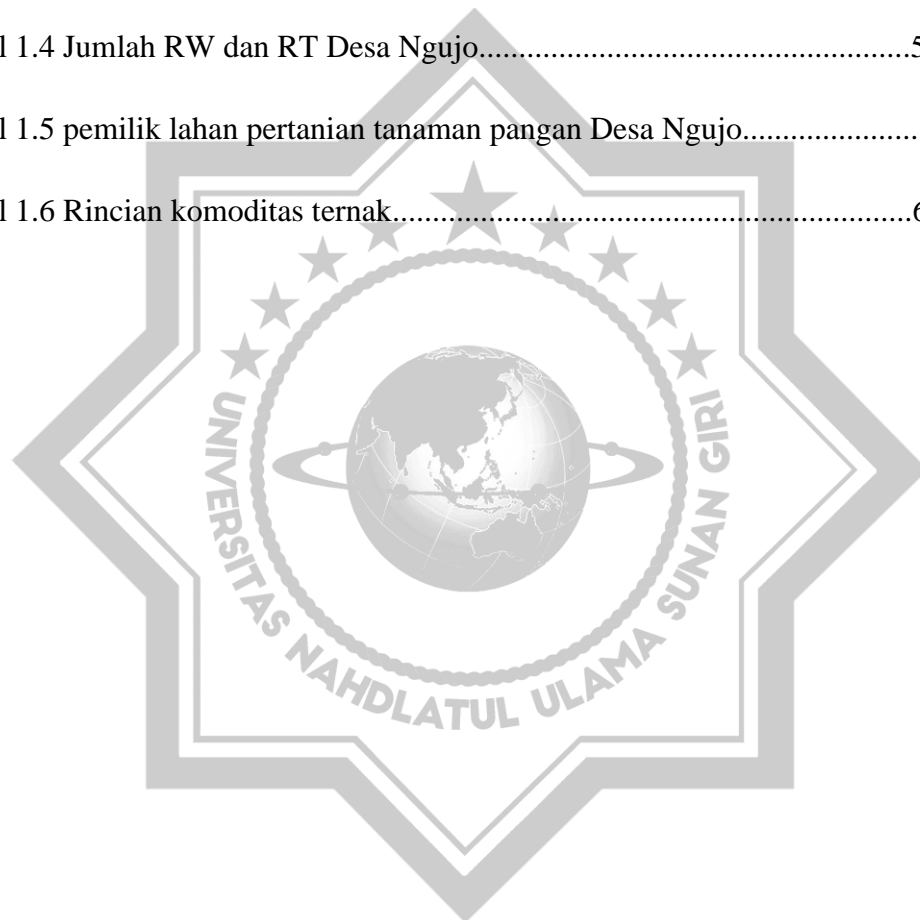 l 1.4 Jumlah RW dan RT Desa Ngujo..........................................................5
l 1.5 pemilik lahan pertanian tanaman pangan Desa Ngujo......................
l 1.6 Rincian komoditas ternak......................................................................6
UNIVERSITAS NAHDLATUL ULAMA SUNAN GIRI